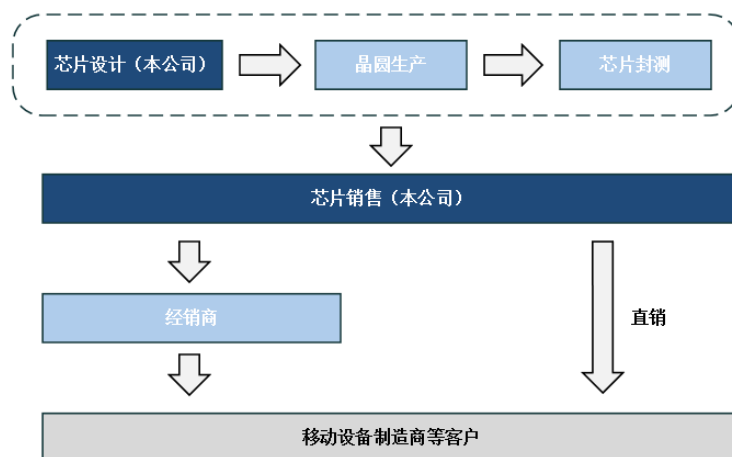 芯片设计（本公司）
晶圆生产
芯片封测
芯片销售（本公司）
经销商
直销
移动设备制造商等客户